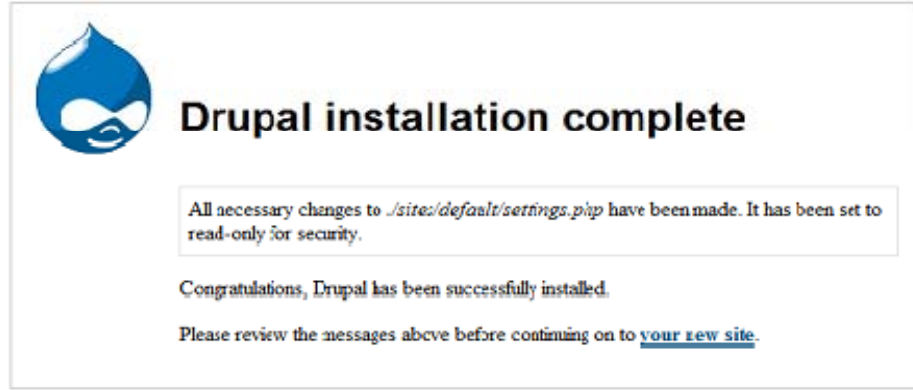 Drupal installation complete
All necessary changes to ./sites/default/settings.php have been made. It has been set to
read-only for security.
Congratulations, Drupal has been successfully installed.
Please review the messages above before continuing on to your new site.